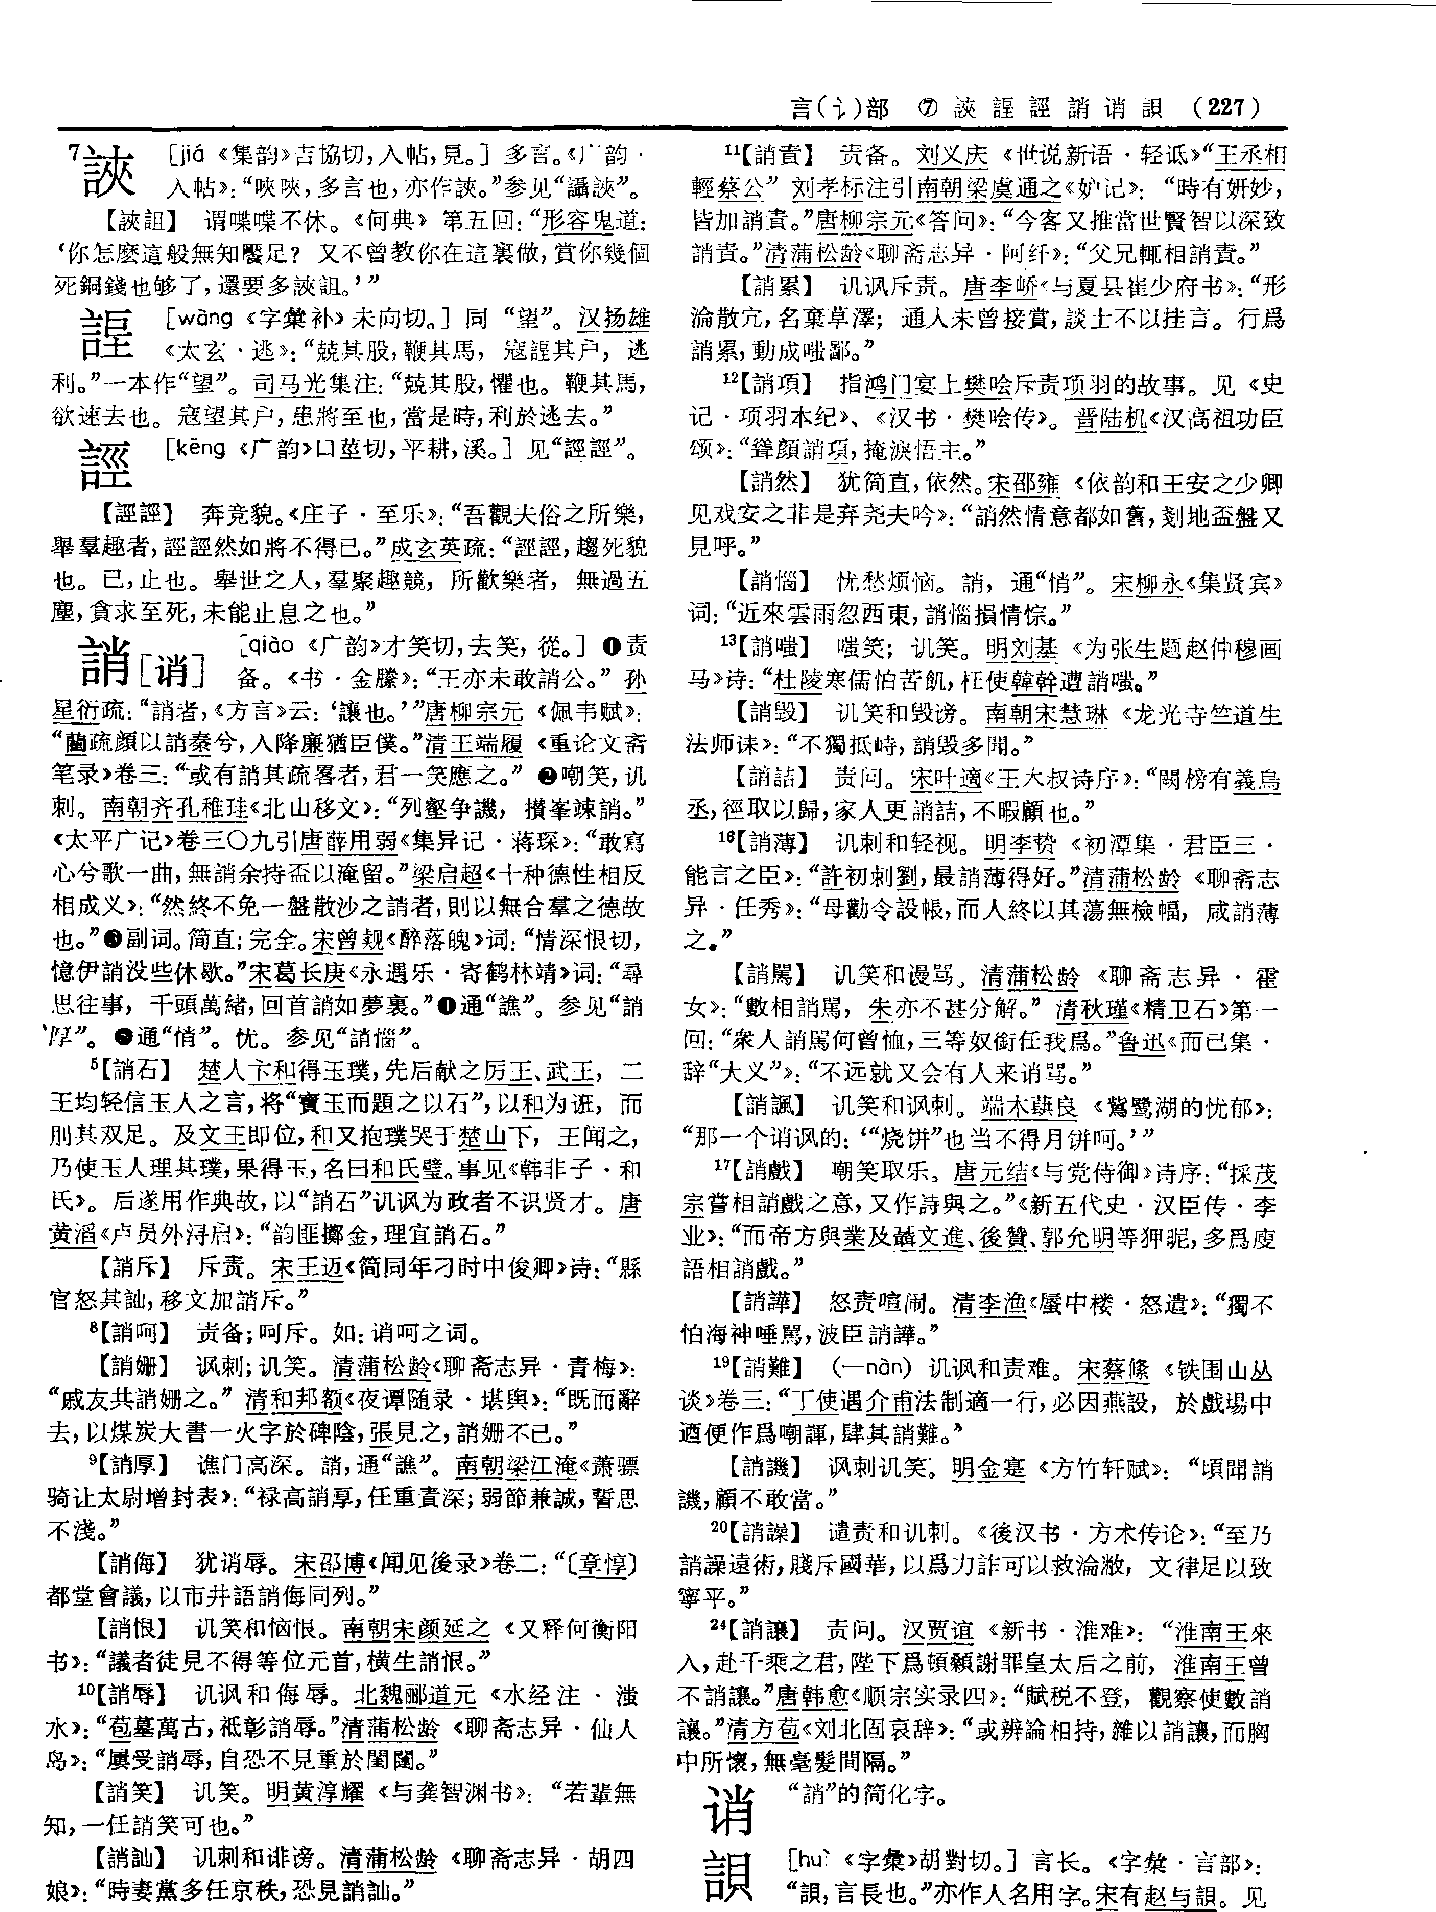 言(讠)部 ⑦ 諛 誑 誙 誚 诮 誢 (227)
7 [jiá《集韵》吉協切,入帖,見。]多言。《广韵·
入帖》:“唊唊,多言也,亦作詼。”参见“讘詼”。
谓喋喋不休。《何典》第五回:“形容鬼道:
‘你怎麽這般無知饜足?又不曾教你在這裏做,賞你幾個
死銅錢也够了,還要多
[wàng《字彙补》未向切。]同“望”。汉扬雄
《太玄·逃》:“兢其股,鞭其馬,寇 其户,逃
利。”一本作“望”。司马光集注:“兢其股,懼也。鞭其馬,
欲速去也。寇望其户,患將至也,當是時,利於逃去。”
誙 [kēng《广韵》口莖切,平耕,溪。]见“誙誙”。
【誙誙】 奔竞貌。《庄子·至乐》:“吾觀夫俗之所樂,
舉羣趣者,誙誙然如將不得已。”成玄英疏:“誙誙,趨死貌
也。已,止也。舉世之人,羣聚趣競,所歡樂者,無過五
塵,貪求至死,未能止息之也。”
誚[诮] [qiào《广韵》才笑切,去笑,從。]❶责
备。《书·金縢》:“王亦未敢誚公。”孙
星衍疏:“誚者,《方言》云:‘讓也。’”唐柳宗元《佩韦赋》:
“藺疏顔以誚秦兮,入降廉猶臣僕。”清王端履《重论文斋
笔录》卷三:“或有誚其疏畧者,君一笑應之。”❷嘲笑,讥
刺。南朝齐孔稚珪《北山移文》:“列壑争譏,攢峯竦誚。”
《太平广记》卷三〇九引唐薛用弱《集异记·蒋琛》:“敢寫
心兮歌一曲,無誚余持盃以淹留。”梁启超《十种德性相反
相成义》:“然終不免一盤散沙之誚者,則以無合羣之德故
也。”❸副词。简直;完全。宋曾觌《醉落魄》词:“情深恨切,
憶伊誚没些休歇。”宋葛长庚《永遇乐·寄鹤林靖》词:“尋
思往事,千頭萬緒,回首誚如夢裏。”❹通“譙”。参见“誚
厚”。❺通“悄”。忧。参见“誚惱”。
5【誚石】 楚人卞和得玉璞,先后献之厉王、武王,二
王均轻信玉人之言,将“寶玉而題之以石”,以和为诳,而
刖其双足。及文王即位,和又抱璞哭于楚山下,王闻之,
乃使玉人理其璞,果得玉,名曰和氏璧。事见《韩非子·和
氏》。后遂用作典故,以“誚石”讥讽为政者不识贤才。唐
黄滔《卢员外浔启》:“韵匪擲金,理宜誚石。”
【誚斥】 斥责。宋王迈《简同年刁时中俊卿》诗:“縣
官怒其訕,移文加誚斥。”
8【誚呵】 责备;呵斥。如:诮呵之词。
【誚姗】 讽刺;讥笑。清蒲松龄《聊斋志异·青梅》:
“戚友共誚姗之。”清和邦额《夜谭随录·堪舆》:“既而辭
去,以煤炭大書一火字於碑陰,張見之,誚姗不已。”
9【誚厚】 谯门高深。誚,通“譙”。南朝梁江淹《萧骠
骑让太尉增封表》:“禄高誚厚,任重責深;弱節兼誠,誓思
不淺。”
【誚侮】 犹诮辱。宋邵博《闻见後录》卷二:“〔章惇〕
都堂會議,以市井語誚侮同列。”
【誚恨】 讥笑和恼恨。南朝宋颜延之《又释何衡阳
书》:“議者徒見不得等位元首,横生誚恨。”
10【誚辱】 讥讽和侮辱。北魏郦道元《水经注·滍
水》:“苞墓萬古,衹彰誚辱。”清蒲松龄《聊斋志异·仙人
岛》:“屢受誚辱,自恐不見重於閨闥。”
【誚笑】 讥笑。明黄淳耀《与龚智渊书》:“若輩無
知,一任誚笑可也。”
【誚訕】 讥刺和诽谤。清蒲松龄《聊斋志异·胡四
娘》:“時妻黨多任京秩,恐見誚訕。”
11【誚責】 责备。刘义庆《世说新语·轻诋》“王丞相
輕蔡公”刘孝标注引南朝梁虞通之《妒记》:“時有妍妙,
皆加誚責。”唐柳宗元《答问》:“今客又推當世賢智以深致
誚責。”清蒲松龄《聊斋志异·阿纤》:“父兄輒相誚責。”
【誚累】 讥讽斥责。唐李峤《与夏县崔少府书》:“形
淪散宂,名棄草澤;通人未曾接賞,談士不以挂言。行爲
誚累,動成嗤鄙。”
12【誚項】 指鸿门宴上樊哙斥责项羽的故事。见《史
记·项羽本纪》、《汉书·樊哙传》。晋陆机《汉高祖功臣
颂》:“聳顔誚項,掩淚悟主。”
【誚然】 犹简直,依然。宋邵雍《依韵和王安之少卿
见戏安之非是弃尧夫吟》:“誚然情意都如舊,剗地盃盤又
見呼。”
【誚惱】 忧愁烦恼。誚,通“悄”。宋柳永《集贤宾》
词:“近來雲雨忽西東,誚惱損情悰。”
13【誚嗤】 嗤笑;讥笑。明刘基《为张生题赵仲穆画
马》诗:“杜陵寒儒怕苦飢,枉使韓幹遭誚嗤。”
【誚毀】 讥笑和毁谤。南朝宋慧琳《龙光寺竺道生
法师诔》:“不獨抵峙,誚毀多聞。”
【誚詰】 责问。宋叶適《王大叔诗序》:“闕榜有義烏
丞,徑取以歸,家人更誚詰,不暇顧也。”
16【誚薄】 讥刺和轻视。明李贽《初潭集·君臣三·
能言之臣》:“許初刺劉,最誚薄得好。”清蒲松龄《聊斋志
异·任秀》:“母勸令設帳,而人終以其蕩無檢幅,咸誚薄
之。”
【誚駡】 讥笑和谩骂。清蒲松龄《聊斋志异·霍
女》:“數相誚駡,朱亦不甚分解。”清秋瑾《精卫石》第一
回:“衆人誚駡何曾恤,三等奴銜任我爲。”鲁迅《而已集·
辞“大义”》:“不远就又会有人来诮骂。”
【誚諷】 讥笑和讽刺。端木蕻良《鴜鹭湖的忧郁》:
“那一个诮讽的:‘“烧饼”也当不得月饼呵。’”
17【誚戲】 嘲笑取乐。唐元结《与党侍御》诗序:“採茂
宗嘗相誚戲之意,又作詩與之。”《新五代史·汉臣传·李
业》:“而帝方與業及聶文進、後贊、郭允明等狎昵,多爲廋
語相誚戲。”
【誚譁】 怒责喧闹。清李渔《蜃中楼·怒遣》:“獨不
怕海神唾駡,波臣誚譁。”
19【誚難】 (—nàn) 讥讽和责难。宋蔡絛《铁围山丛
谈》卷三:“丁使遇介甫法制適一行,必因燕設,於戲場中
迺便作爲嘲諢,肆其誚難。”
【誚譏】 讽刺讥笑。明金寔《方竹轩赋》:“頃聞誚
譏,願不敢當。”
20【誚譟】 谴责和讥刺。《後汉书·方术传论》:“至乃
誚譟遠術,賤斥國華,以爲力詐可以救淪敝,文律足以致
寧平。”
24【誚讓】 责问。汉贾谊《新书·淮难》:“淮南王來
入,赴千乘之君,陛下爲頓顙謝罪皇太后之前,淮南王曾
不誚讓。”唐韩愈《顺宗实录四》:“賦税不登,觀察使數誚
讓。”清方苞《刘北固哀辞》:“或辨論相持,雜以誚讓,而胸
中所懷,無毫髮間隔。”
诮 “誚”的简化字。
誢 [huì《字彙》胡對切。]言长。《字彙·言部》:
“ ,言長也。”亦作人名用字。宋有赵与 。见